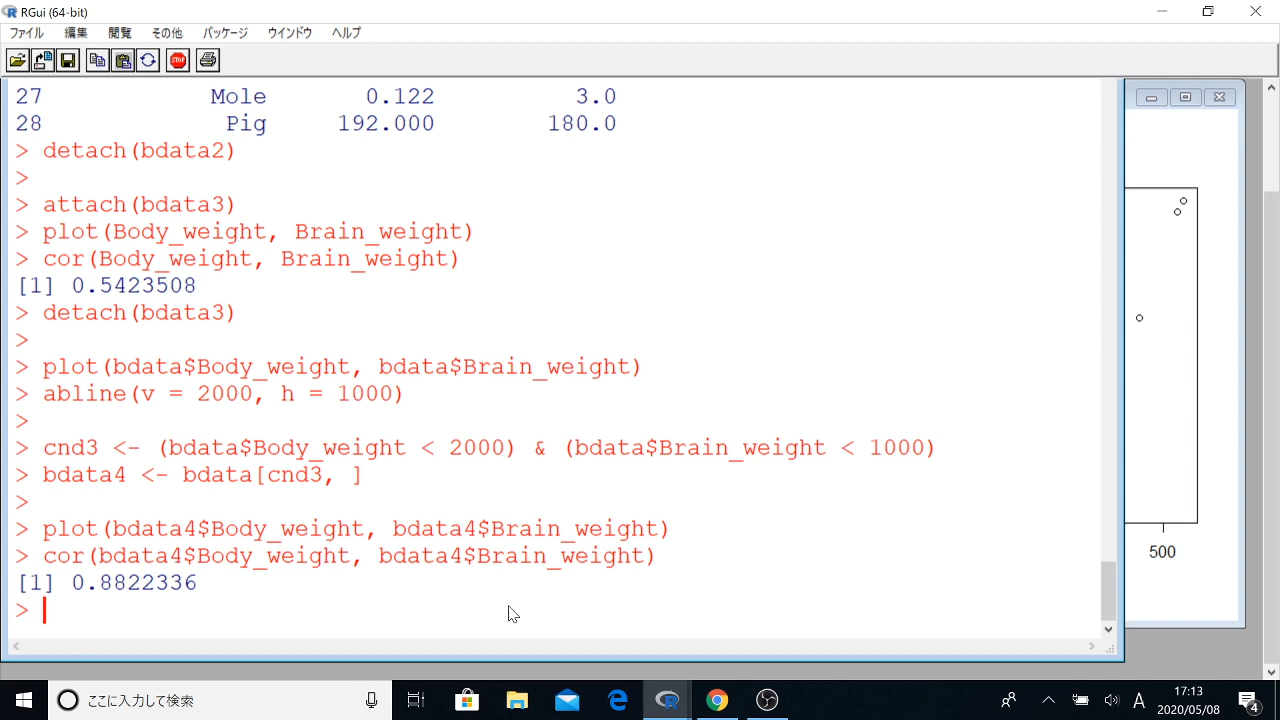 RGui (64-bit)
ファイル 編集 閲覧 その他 パッケージ ウインドウ ヘルプ
STOP
27 Mole 0.122 3.0
28 Pig 192.000 180.0
> detach(bdata2)
>
> attach(bdata3)
> plot(Body_weight, Brain_weight)
> cor(Body_weight, Brain_weight)
[1] 0.5423508
> detach(bdata3)
>
> plot(bdata$Body_weight, bdata$Brain_weight)
> abline(v = 2000, h = 1000)
>
> cnd3 <- (bdata$Body_weight < 2000) & (bdata$Brain_weight < 1000)
> bdata4 <- bdata[cnd3, ]
>
> plot(bdata4$Body_weight, bdata4$Brain_weight)
> cor(bdata4$Body_weight, bdata4$Brain_weight)
[1] 0.8822336
>
500
ここに入力して検索
A
17:13
2020/05/08
4